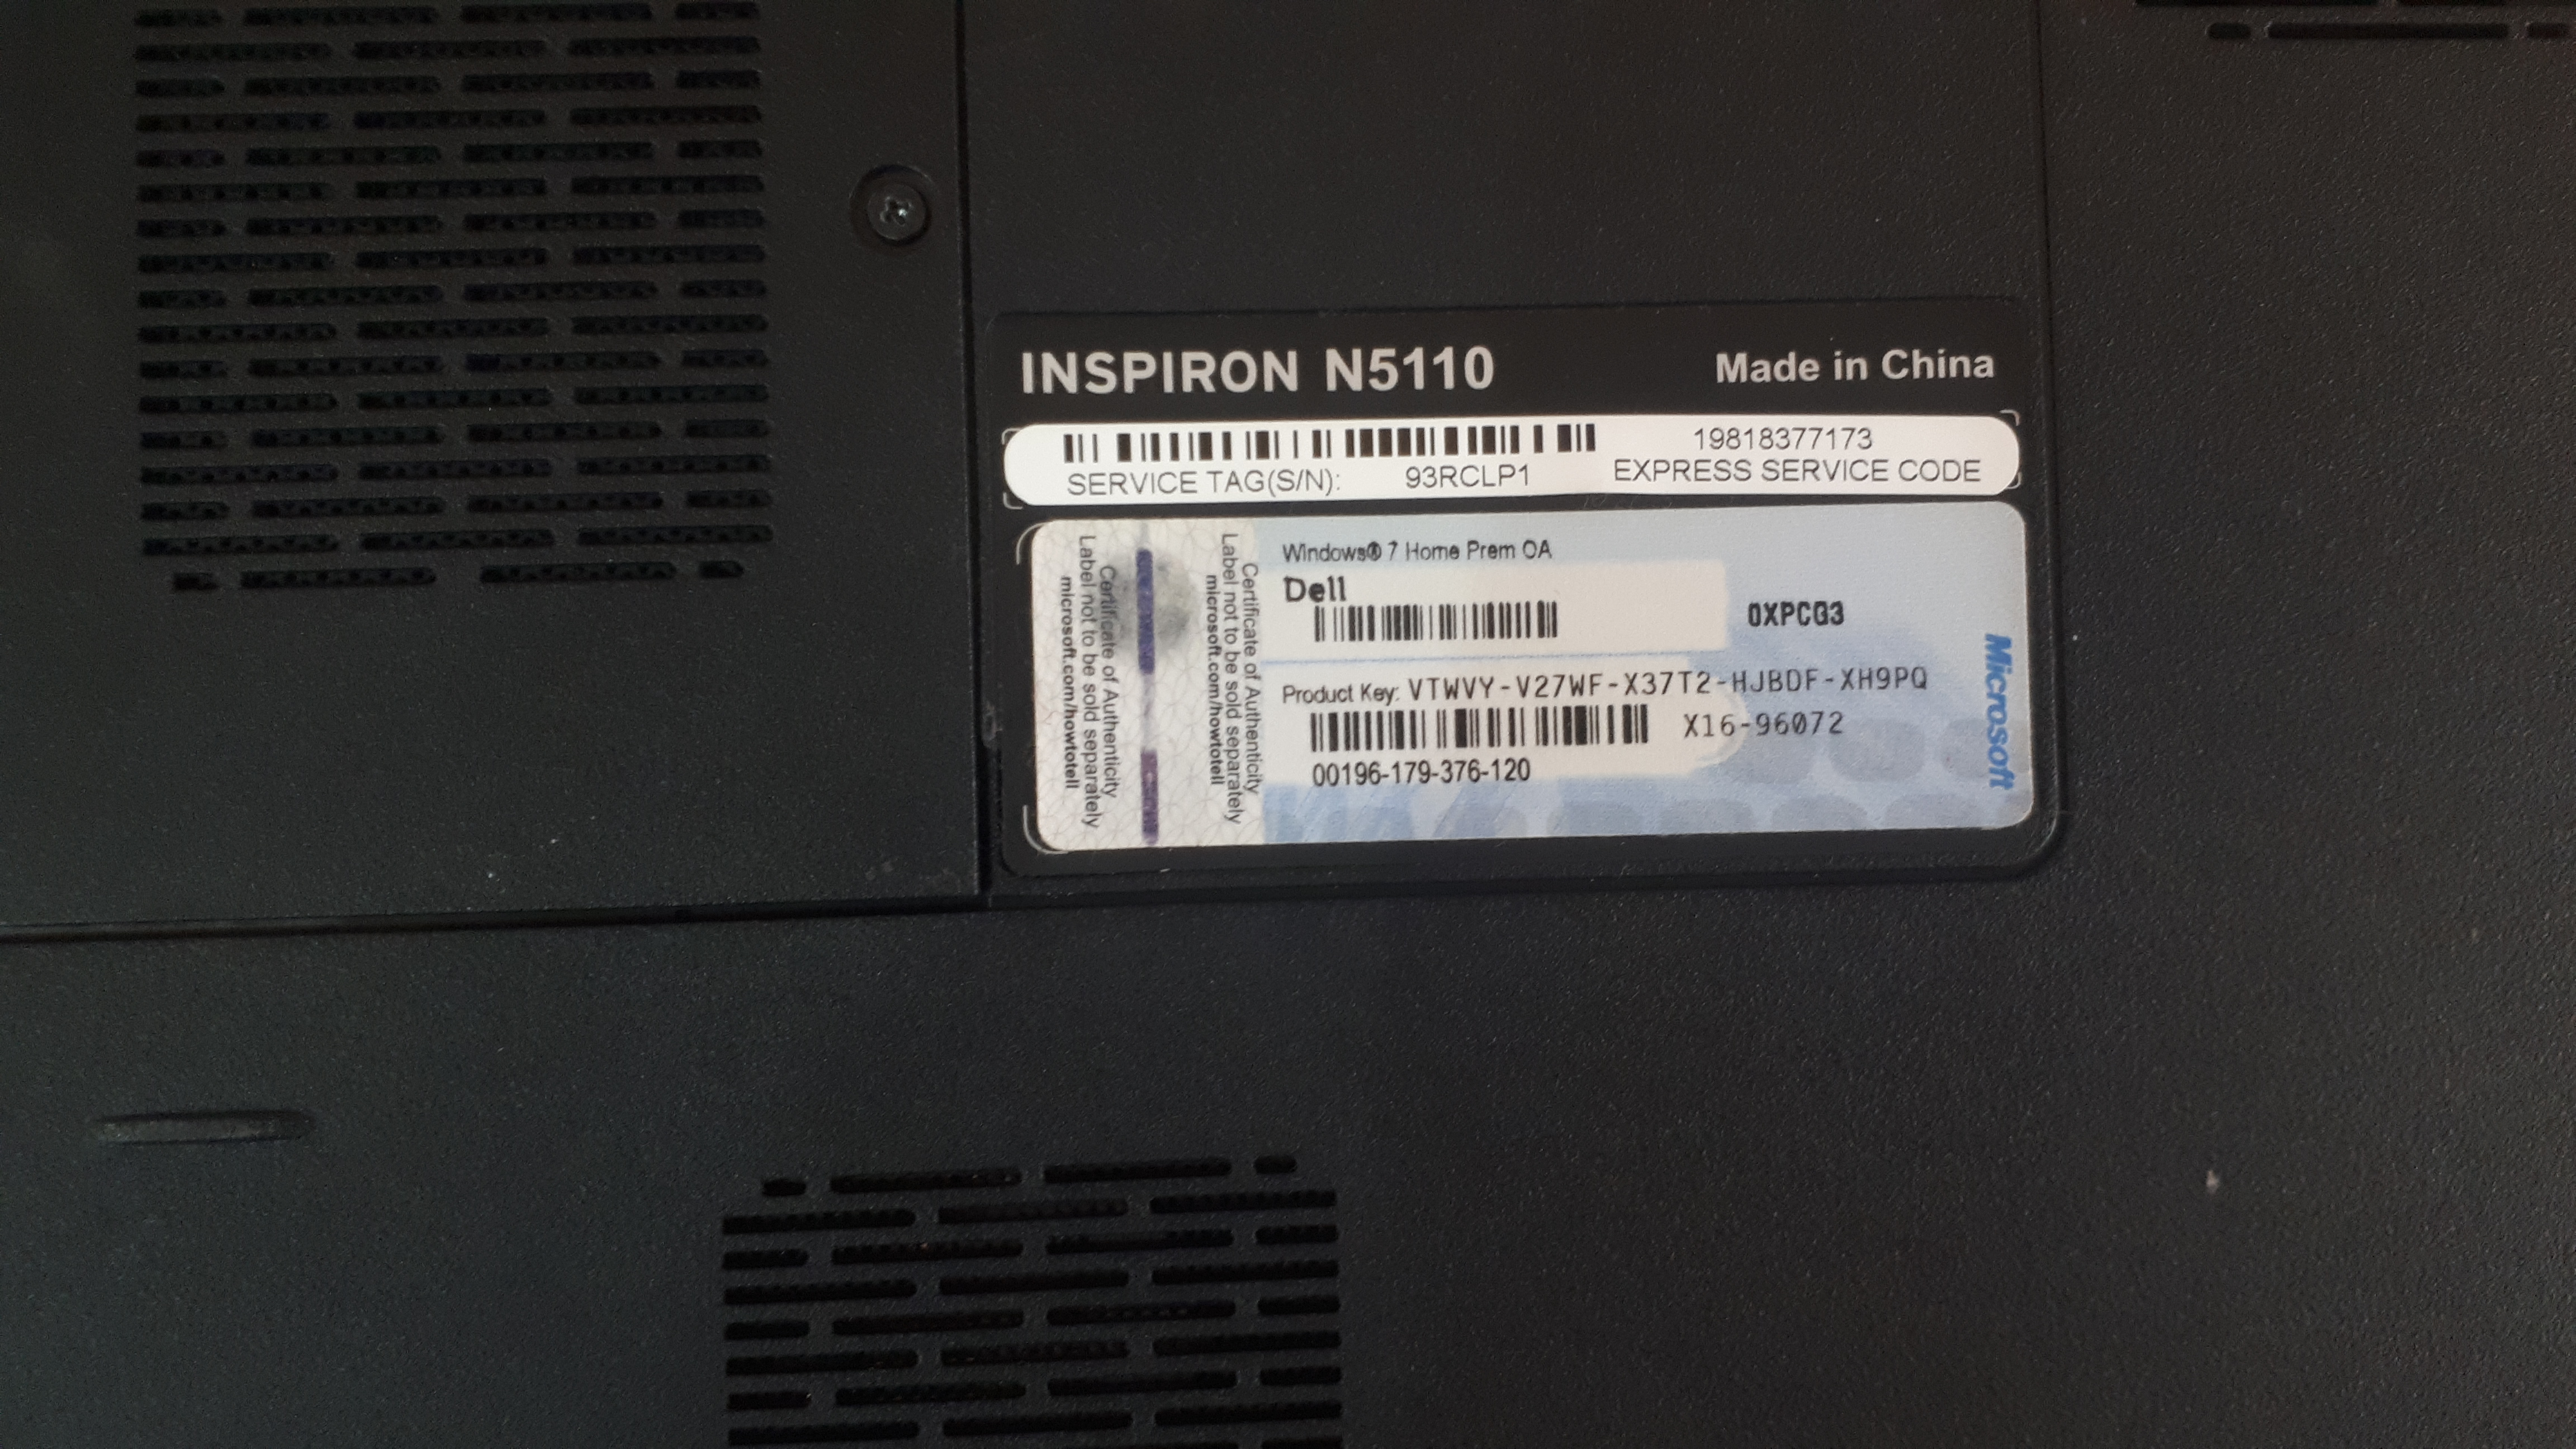 INSPIRON N5110 Made in China
19818377173
SERVICE TAG(S/N): 93RCLP1 EXPRESS SERVICE CODE
Certificate of Authenticity
Label not to be sold separately
microsoft.com/howtotell
Certificate of Authenticity
Label not to be sold separately
microsoft.com/howtotell
Windows® 7 Home Prem OA
Dell
0XPCG3
Product Key: VTWVY-V27WF-X37T2-HJBDF-XH9PQ
X16-96072
00196-179-376-120
Microsoft